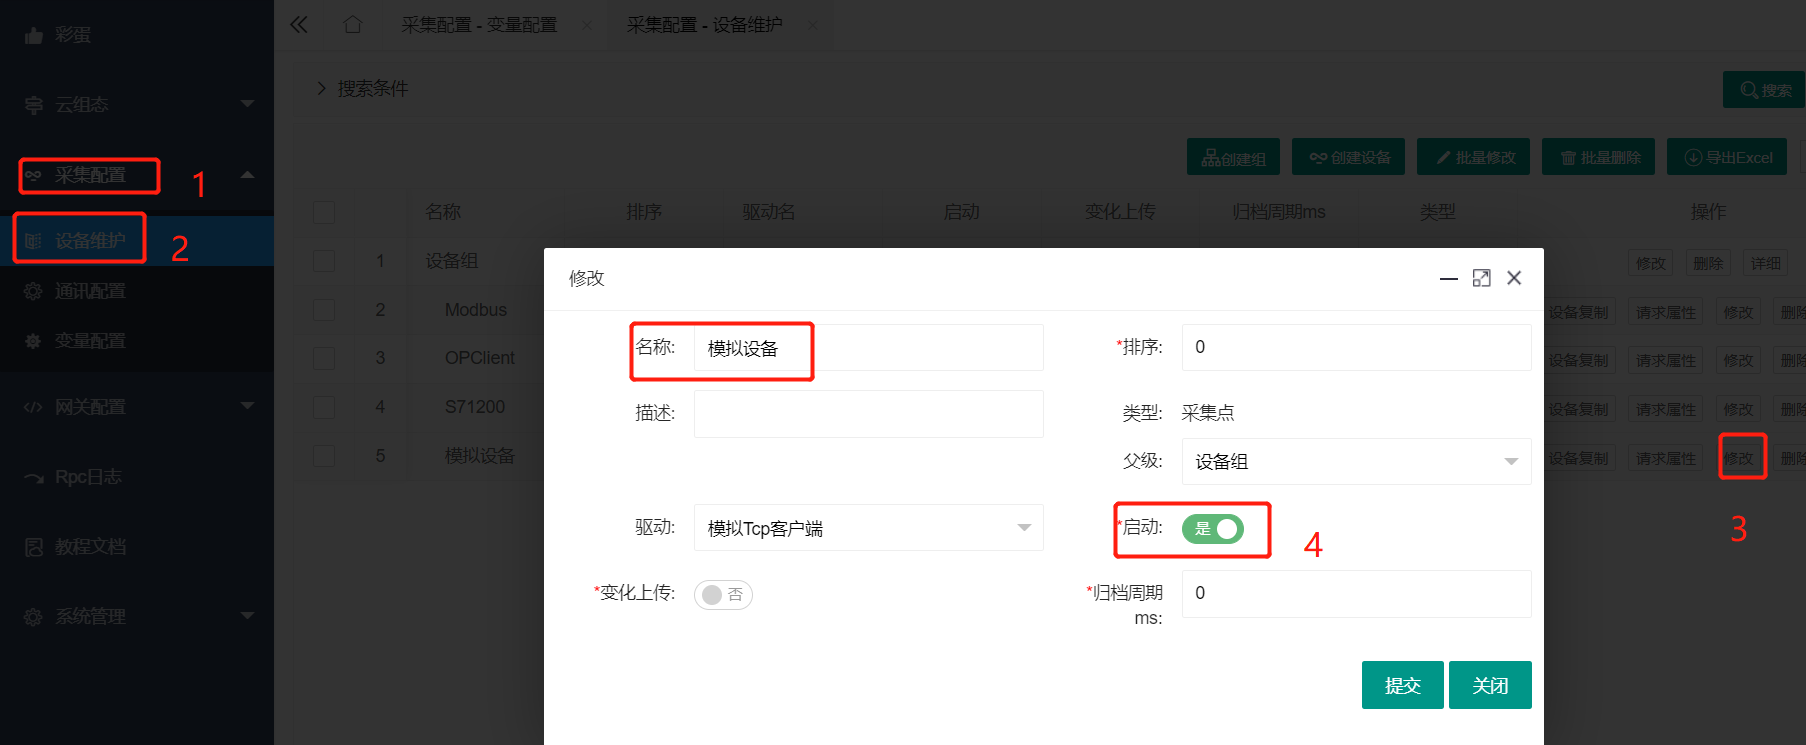 彩蛋
云组态
采集配置
1
设备维护
2
通讯配置
变量配置
网关配置
Rpc日志
教程文档
系统管理
采集配置 - 变量配置
采集配置 - 设备维护
搜索条件
搜索
创建组
创建设备
批量修改
批量删除
导出Excel
名称 排序 驱动名 启动 变化上传 归档周期ms 类型 操作
1 设备组 修改 删除 详细
2 Modbus 设备复制 请求属性 修改 删除
3 OPClient 设备复制 请求属性 修改 删除
4 S71200 设备复制 请求属性 修改 删除
5 模拟设备 设备复制 请求属性 修改 删除
3
修改
名称: 模拟设备
*排序: 0
描述:
类型: 采集点
父级: 设备组
驱动: 模拟Tcp客户端
*启动: 是
4
*变化上传: 否
*归档周期
ms:
0
提交
关闭